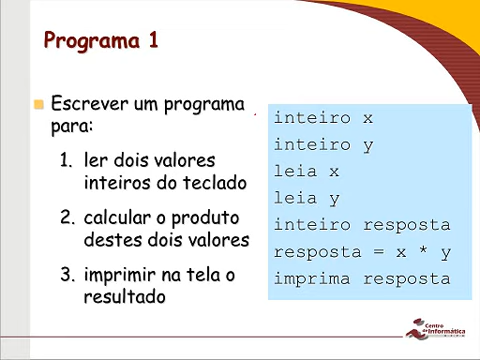 Programa 1
Escrever um programa
para:
1. ler dois valores
inteiros do teclado
2. calcular o produto
destes dois valores
3. imprimir na tela o
resultado
inteiro x
inteiro y
leia x
leia y
inteiro resposta
resposta = x * y
imprima resposta
Centro
de Informática